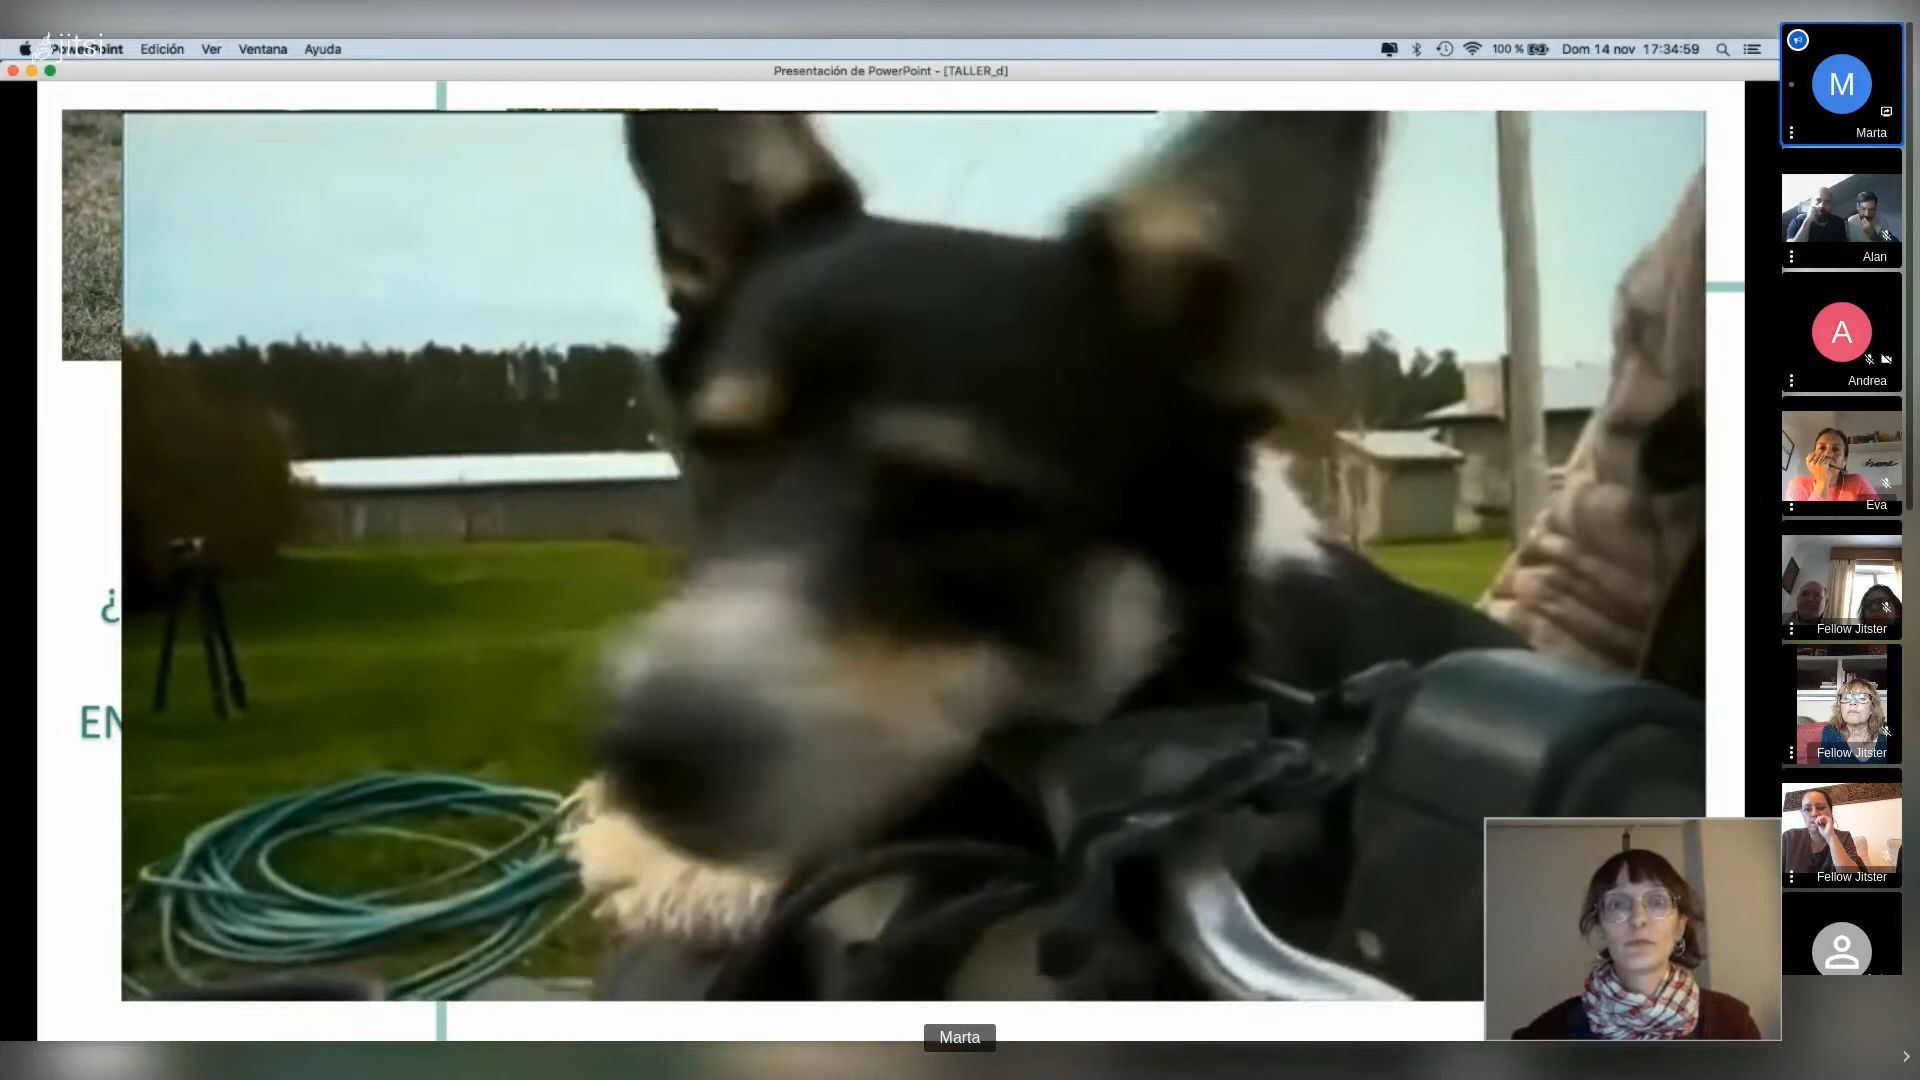 jitsi
PowerPoint Edición Ver Ventana Ayuda
100 % Dom 14 nov 17:34:59
Presentación de PowerPoint - [TALLER_d]
M
Marta
Alan
A
Andrea
Eva
¿
Fellow Jitster
EN
Fellow Jitster
Fellow Jitster
Marta